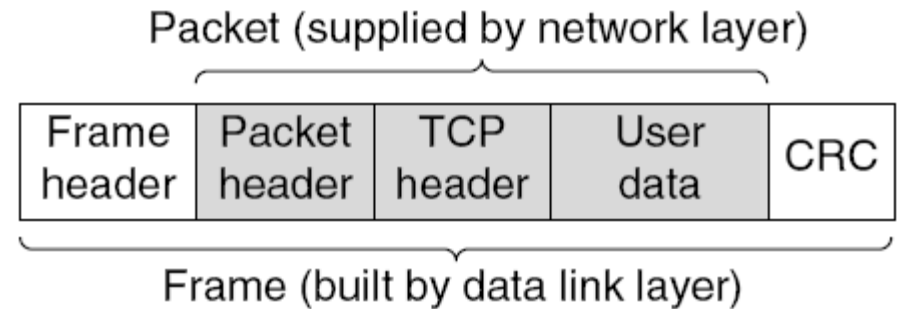 Packet (supplied by network layer)
Frame header
Packet header
TCP header
User data
CRC
Frame (built by data link layer)